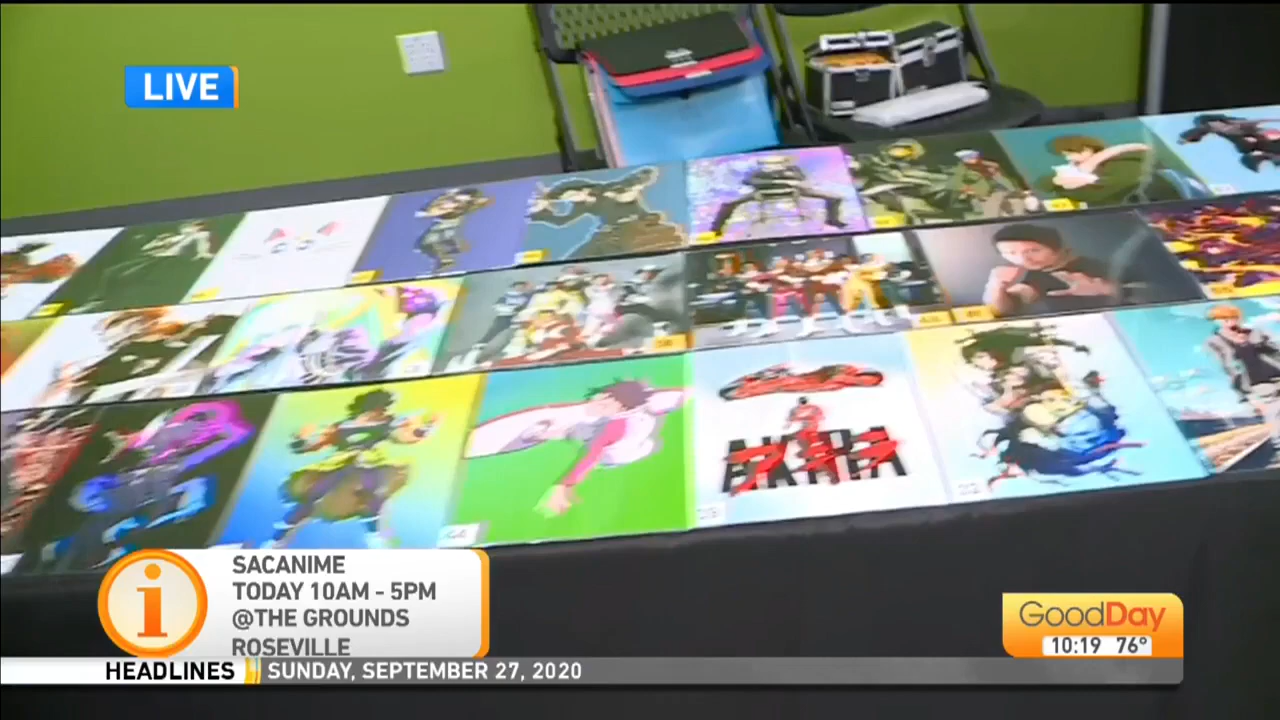 LIVE
AKIRA
SACANIME
TODAY 10AM - 5PM
@THE GROUNDS
ROSEVILLE
GoodDay
10:19 76°
HEADLINES SUNDAY, SEPTEMBER 27, 2020